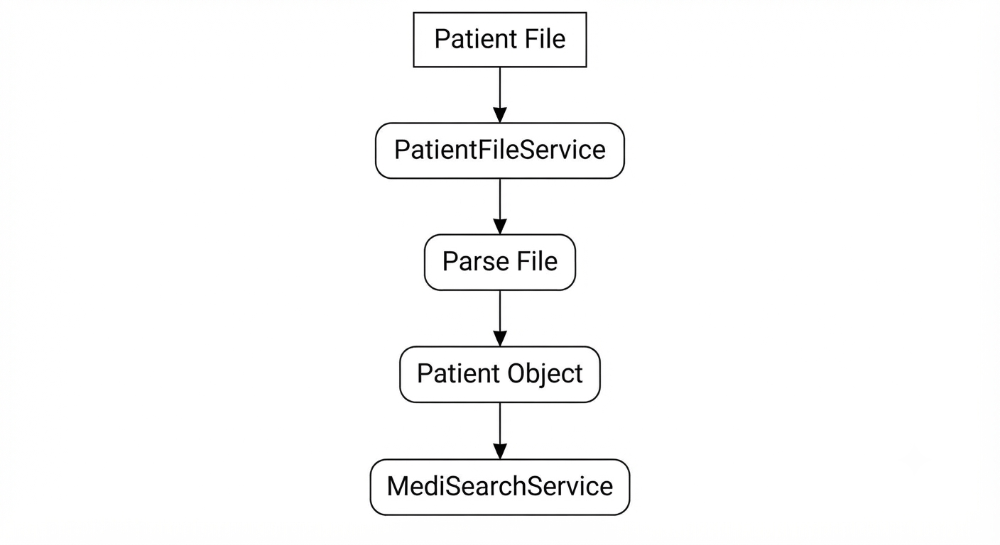 Patient File
PatientFileService
Parse File
Patient Object
MediSearchService